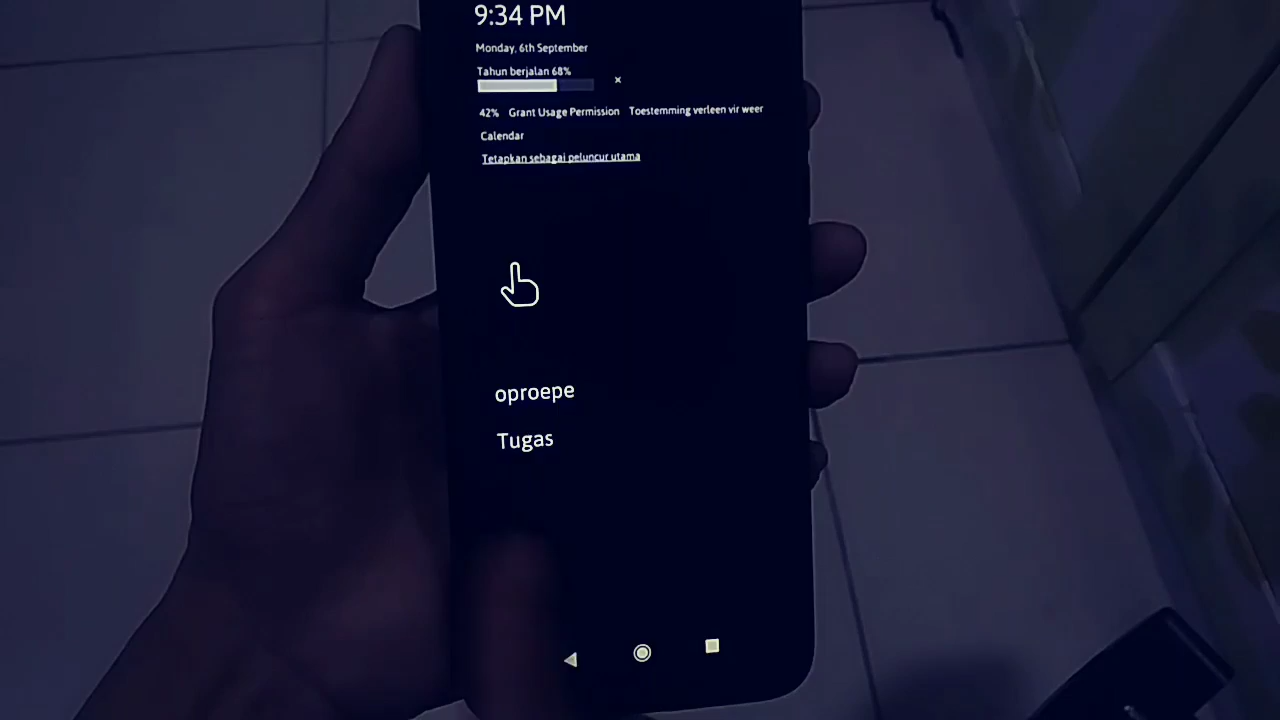 9:34 PM
Monday, 6th September
Tahun berjalan 68%
×
42% Grant Usage Permission Toestemming verleen vir weer
Calendar
Tetapkan sebagai peluncur utama
oproepe
Tugas